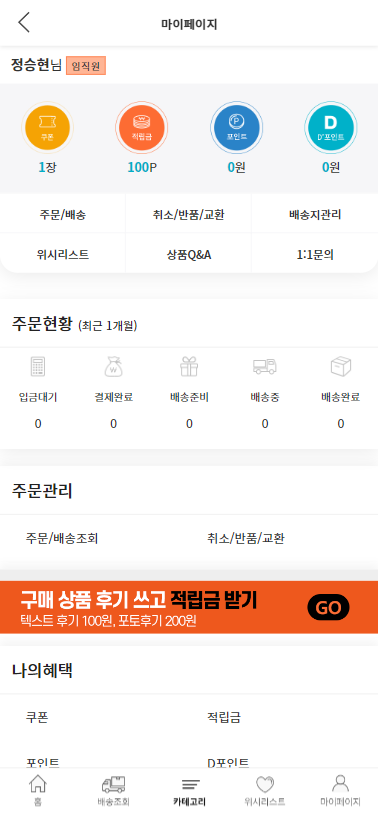 마이페이지
정승현님 임직원
쿠폰 적립금 포인트 D포인트
1장 100P 0원 0원
주문/배송 취소/반품/교환 배송지관리
위시리스트 상품Q&A 1:1문의
주문현황 (최근 1개월)
입금대기 결제완료 배송준비 배송중 배송완료
0 0 0 0 0
주문관리
주문/배송조회 취소/반품/교환
구매 상품 후기 쓰고 적립금 받기
텍스트 후기 100원, 포토후기 200원
GO
나의혜택
쿠폰 적립금
포인트 D포인트
홈 배송조회 카테고리 위시리스트 마이페이지